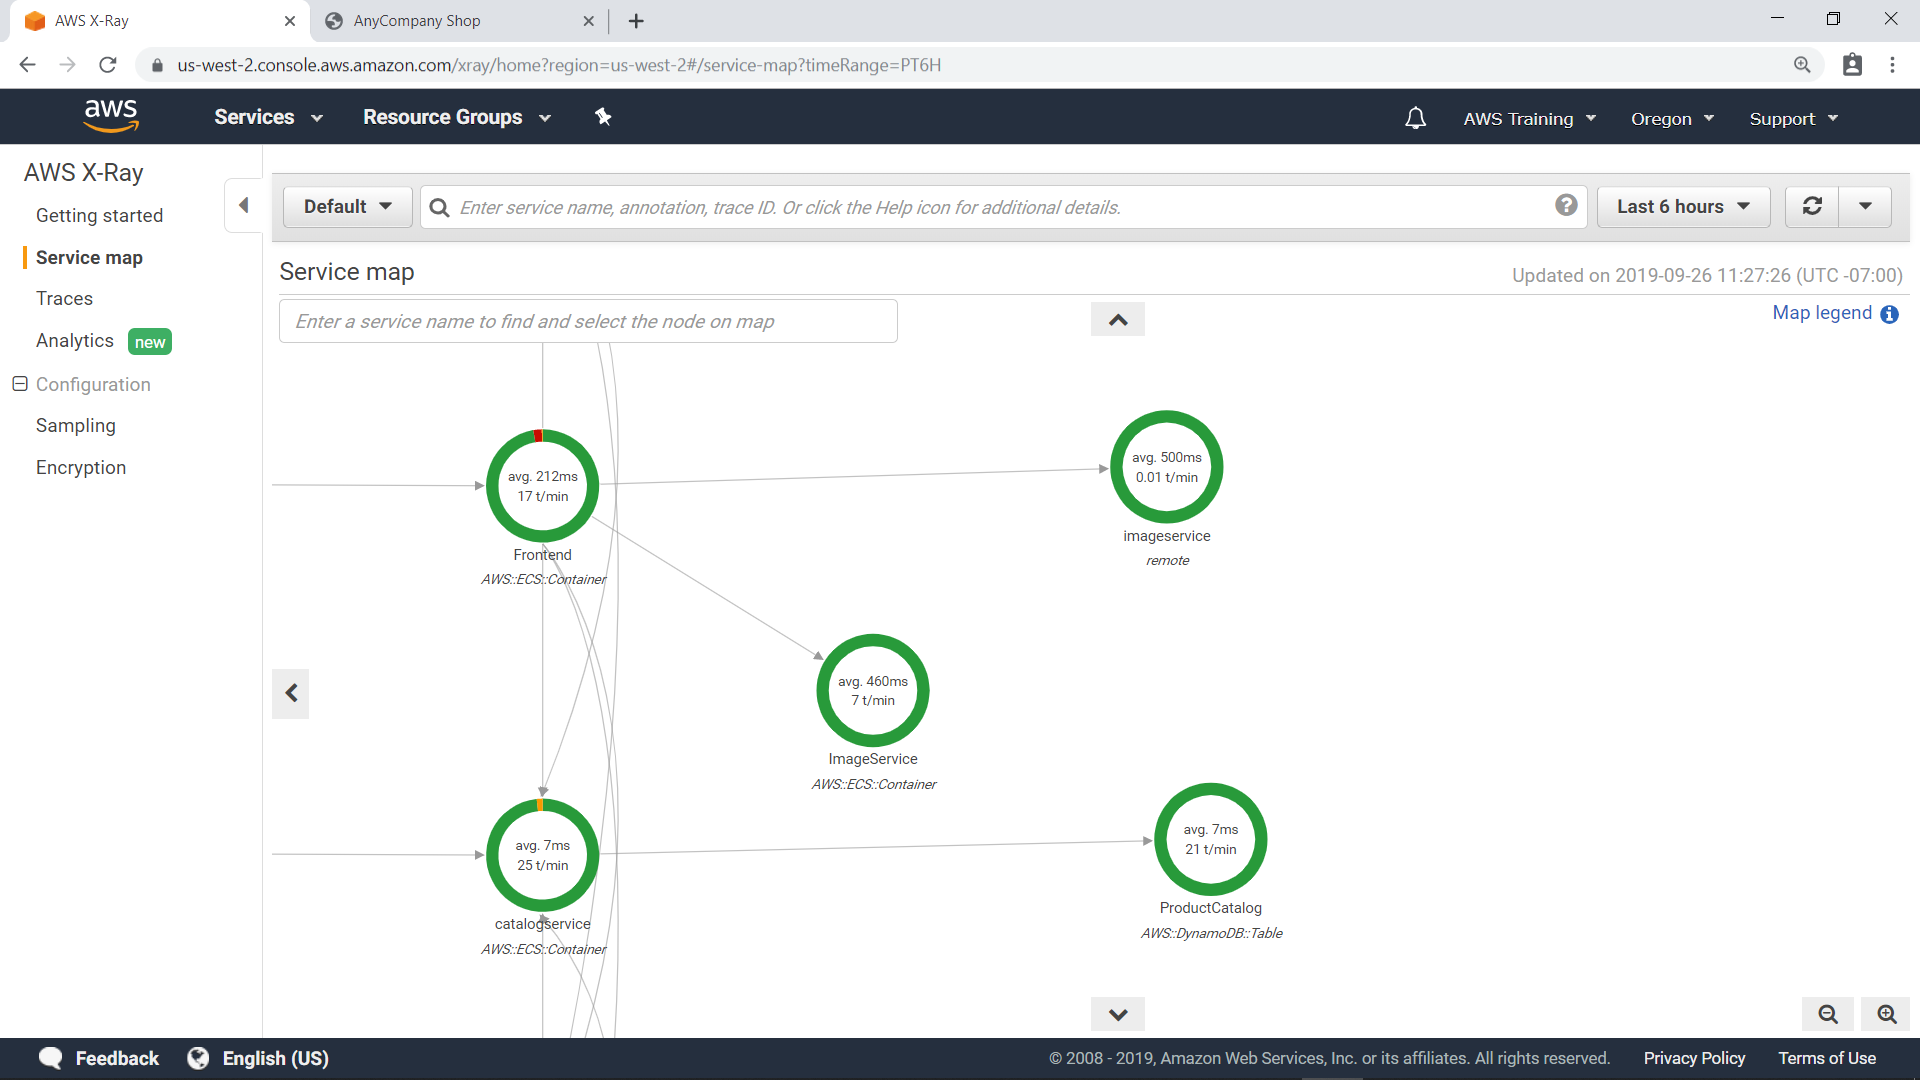 AWS X-Ray
AnyCompany Shop
us-west-2.console.aws.amazon.com/xray/home?region=us-west-2#/service-map?timeRange=PT6H
aws
Services
Resource Groups
AWS Training
Oregon
Support
AWS X-Ray
Getting started
Service map
Traces
Analytics new
Configuration
Sampling
Encryption
Default
Enter service name, annotation, trace ID. Or click the Help icon for additional details.
Last 6 hours
Service map
Updated on 2019-09-26 11:27:26 (UTC -07:00)
Enter a service name to find and select the node on map
Map legend
avg. 212ms
17 t/min
Frontend
AWS::ECS::Container
avg. 500ms
0.01 t/min
imageservice
remote
avg. 460ms
7 t/min
ImageService
AWS::ECS::Container
avg. 7ms
25 t/min
catalogservice
AWS::ECS::Container
avg. 7ms
21 t/min
ProductCatalog
AWS::DynamoDB::Table
Feedback
English (US)
© 2008 - 2019, Amazon Web Services, Inc. or its affiliates. All rights reserved.
Privacy Policy
Terms of Use